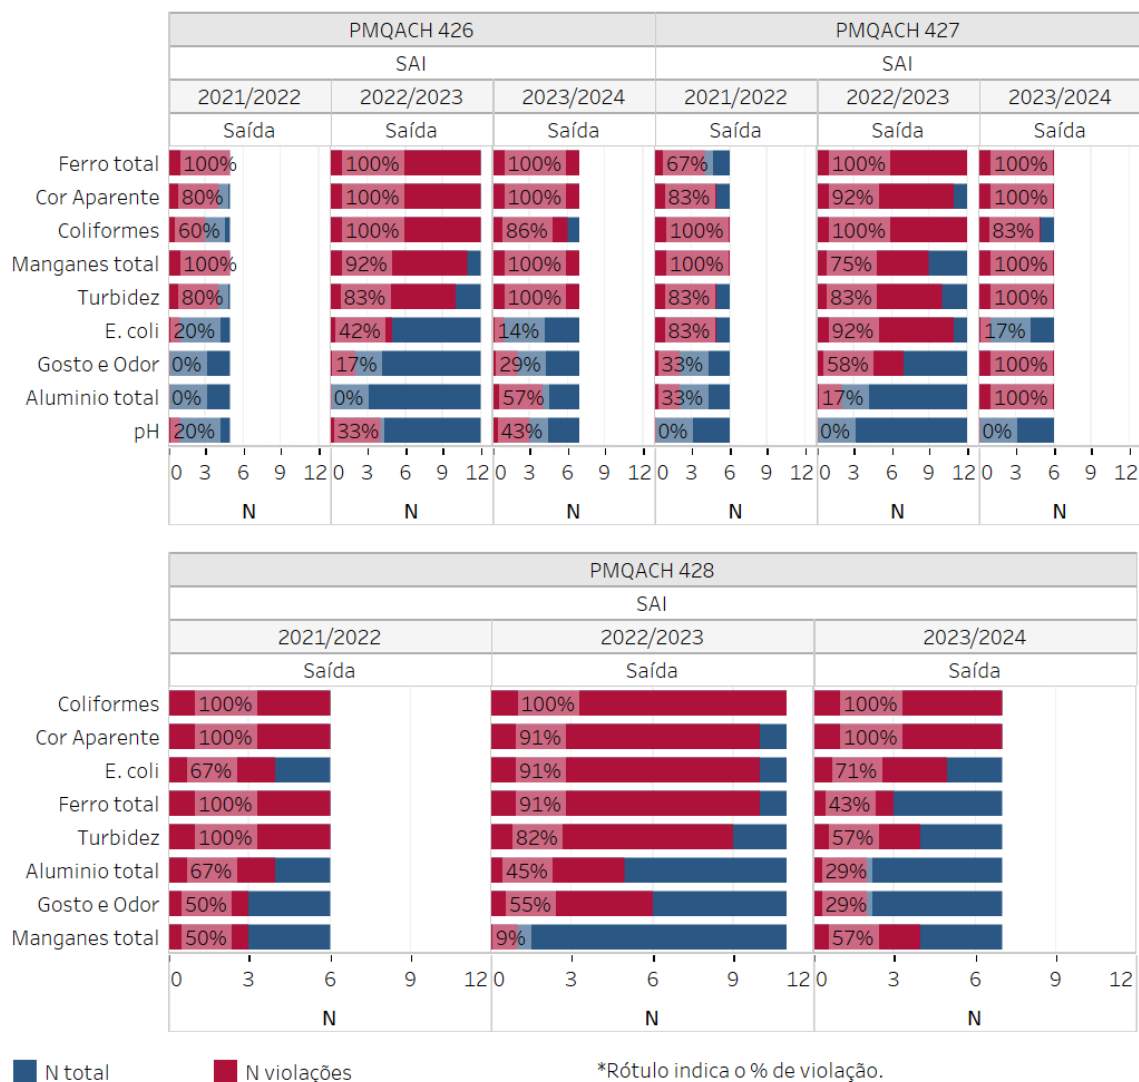 PMQACH 426 PMQACH 427
SAI SAI
2021/2022 2022/2023 2023/2024 2021/2022 2022/2023 2023/2024
Saída Saída Saída Saída Saída Saída
Ferro total 100% 100% 100% 67% 100% 100%
Cor Aparente 80% 100% 100% 83% 92% 100%
Coliformes 60% 100% 86% 100% 100% 83%
Manganes total 100% 92% 100% 100% 75% 100%
Turbidez 80% 83% 100% 83% 83% 100%
E. coli 20% 42% 14% 83% 92% 17%
Gosto e Odor 0% 17% 29% 33% 58% 100%
Aluminio total 0% 0% 57% 33% 17% 100%
pH 20% 33% 43% 0% 0% 0%
0 3 6 9 12 0 3 6 9 12 0 3 6 9 12 0 3 6 9 12 0 3 6 9 12 0 3 6 9 12
N N N N N N
PMQACH 428
SAI
2021/2022 2022/2023 2023/2024
Saída Saída Saída
Coliformes 100% 100% 100%
Cor Aparente 100% 91% 100%
E. coli 67% 91% 71%
Ferro total 100% 91% 43%
Turbidez 100% 82% 57%
Aluminio total 67% 45% 29%
Gosto e Odor 50% 55% 29%
Manganes total 50% 9% 57%
0 3 6 9 12 0 3 6 9 12 0 3 6 9 12
N N N
N total N violações *Rótulo indica o % de violação.